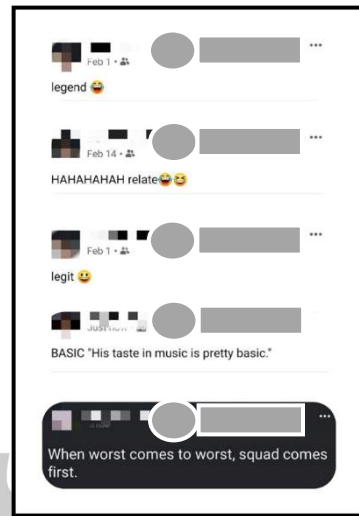 Feb 1
legend 😂
Feb 14
HAHAHAHAH relate😂😆
Feb 1
legit 😃
BASIC "His taste in music is pretty basic."
When worst comes to worst, squad comes
first.